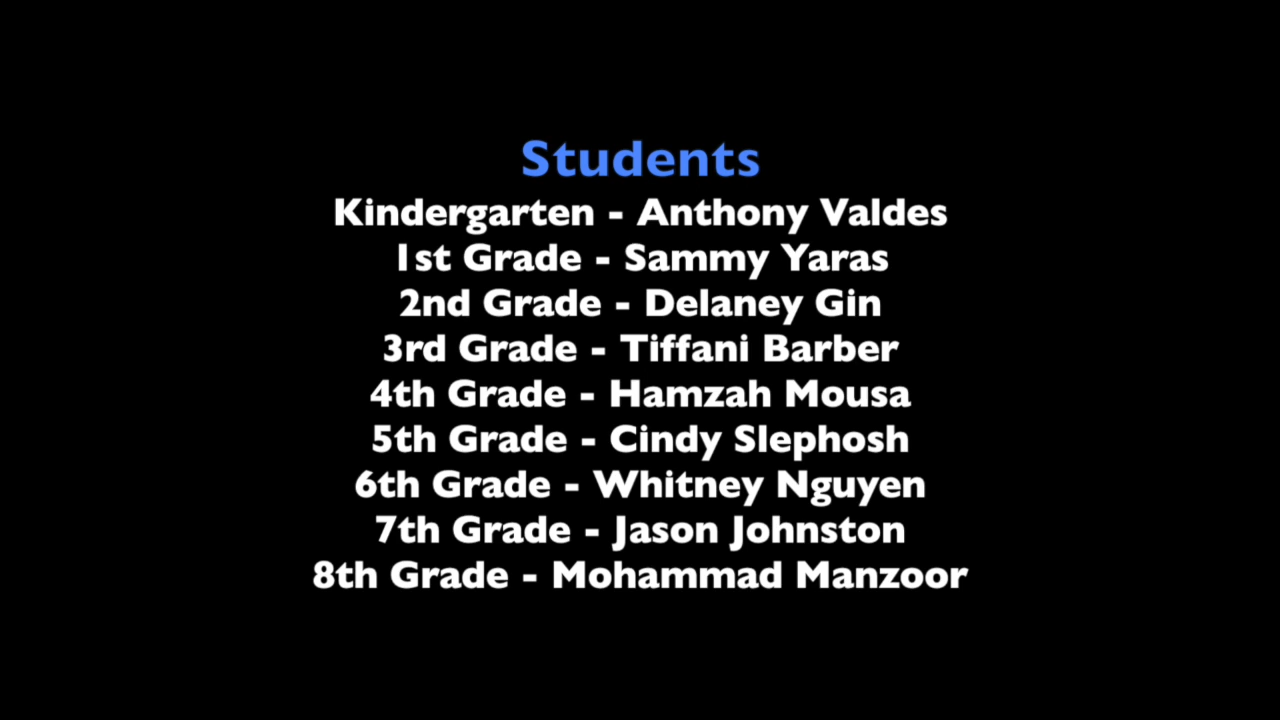 Students
Kindergarten - Anthony Valdes
1st Grade - Sammy Yaras
2nd Grade - Delaney Gin
3rd Grade - Tiffani Barber
4th Grade - Hamzah Mousa
5th Grade - Cindy Slephosh
6th Grade - Whitney Nguyen
7th Grade - Jason Johnston
8th Grade - Mohammad Manzoor